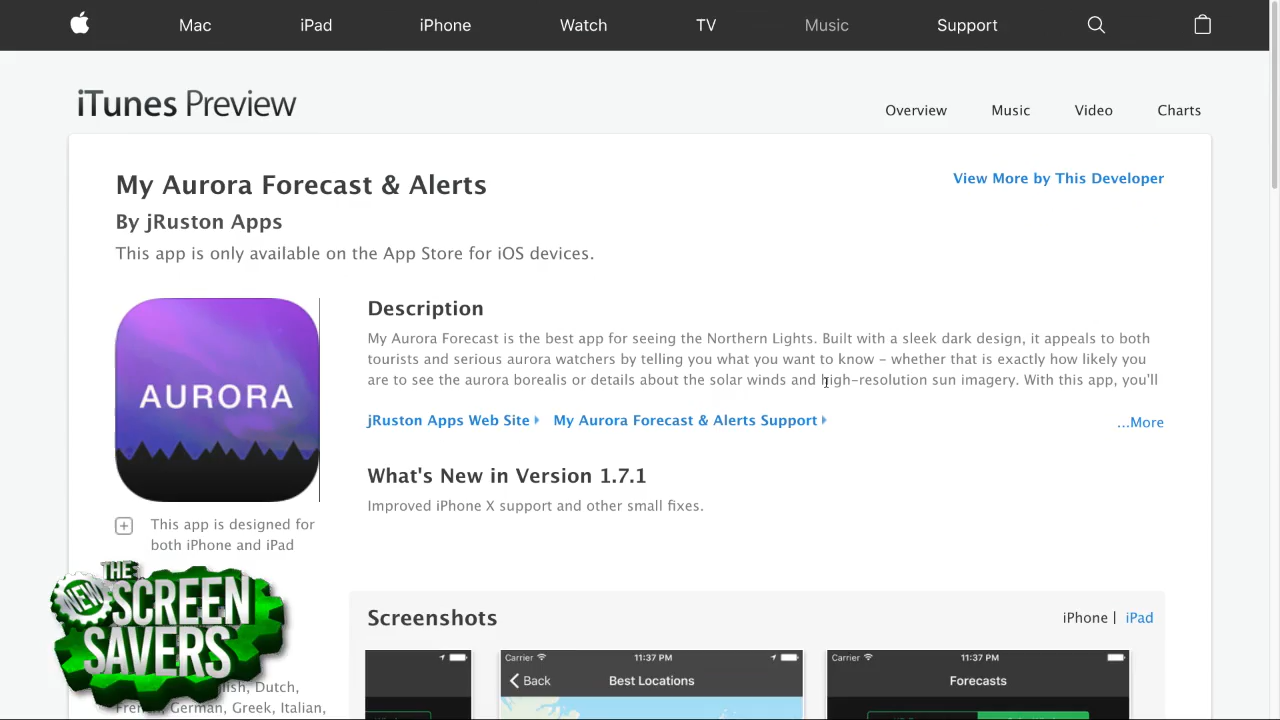 Mac iPad iPhone Watch TV Music Support
iTunes Preview
Overview Music Video Charts
My Aurora Forecast & Alerts
View More by This Developer
By jRuston Apps
This app is only available on the App Store for iOS devices.
AURORA
Description
My Aurora Forecast is the best app for seeing the Northern Lights. Built with a sleek dark design, it appeals to both
tourists and serious aurora watchers by telling you what you want to know – whether that is exactly how likely you
are to see the aurora borealis or details about the solar winds and high-resolution sun imagery. With this app, you'll
jRuston Apps Web Site My Aurora Forecast & Alerts Support ...More
What's New in Version 1.7.1
Improved iPhone X support and other small fixes.
This app is designed for
both iPhone and iPad
THE
NEW
SCREEN
SAVERS
Dutch,
German, Greek, Italian,
Screenshots
iPhone | iPad
Carrier 11:37 PM
Back Best Locations
Carrier 11:37 PM
Forecasts